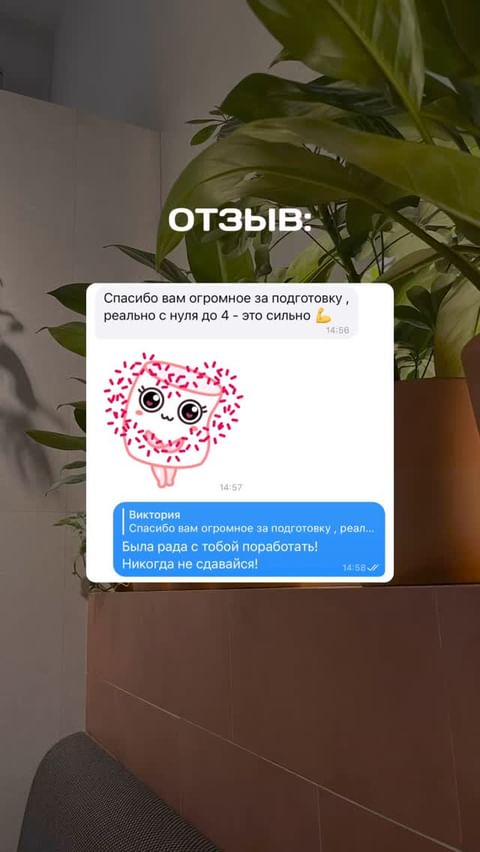 ОТЗЫВ:
Спасибо вам огромное за подготовку ,
реально с нуля до 4 - это сильно 💪
14:56
14:57
Виктория
Спасибо вам огромное за подготовку , реал...
Была рада с тобой поработать!
Никогда не сдавайся!
14:58